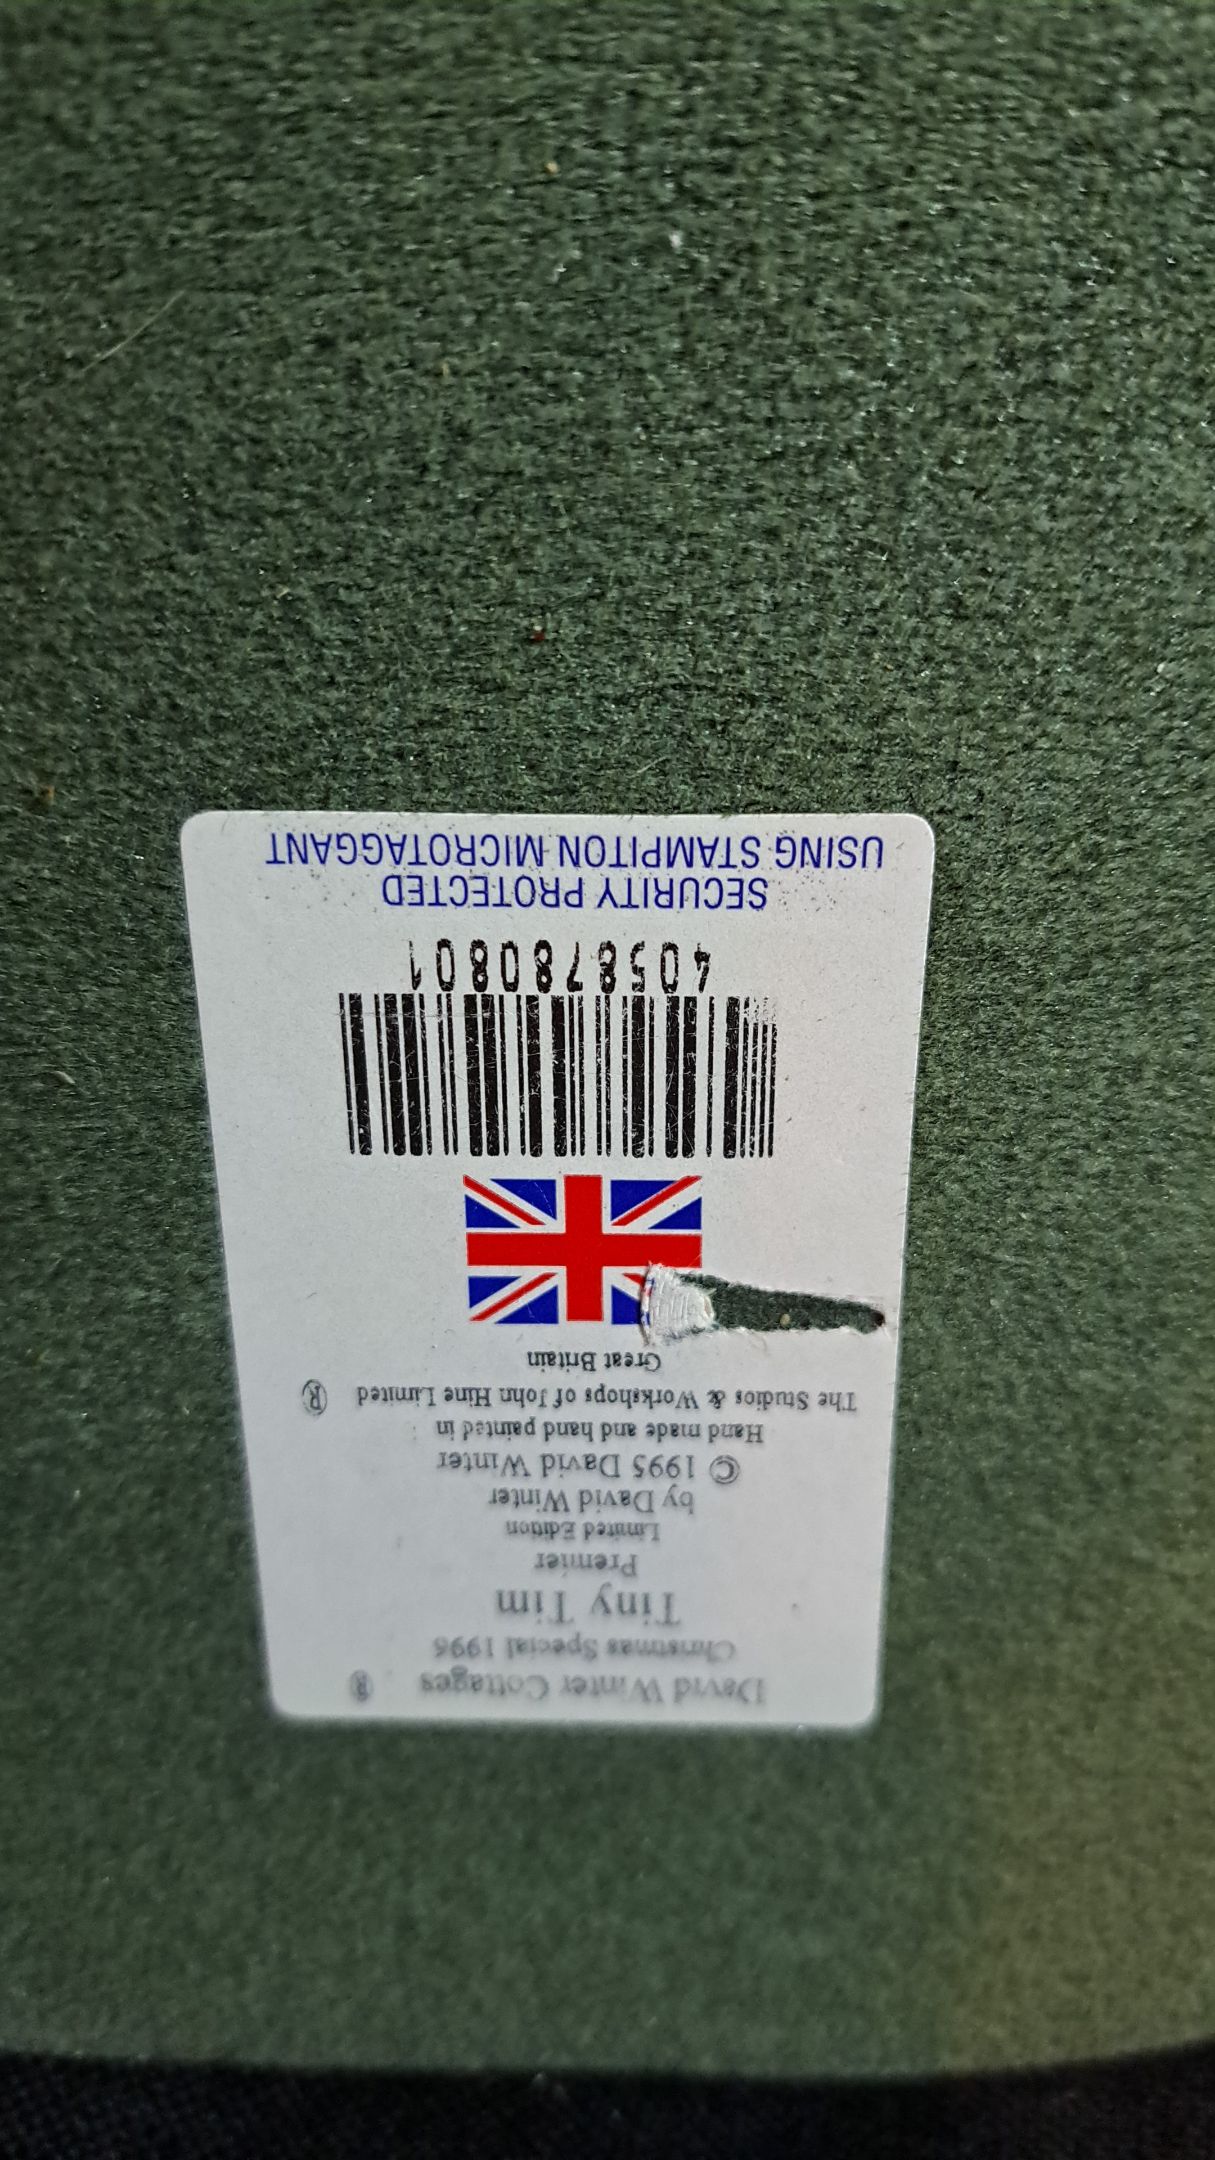 David Winter Cottages ®
Christmas Special 1996
Tiny Tim
Premier
Limited Edition
by David Winter
© 1995 David Winter
Hand made and hand painted in
The Studios & Workshops of John Hine Limited ®
Great Britain
4058780801
SECURITY PROTECTED
USING STAMPITON MICROTAGGANT